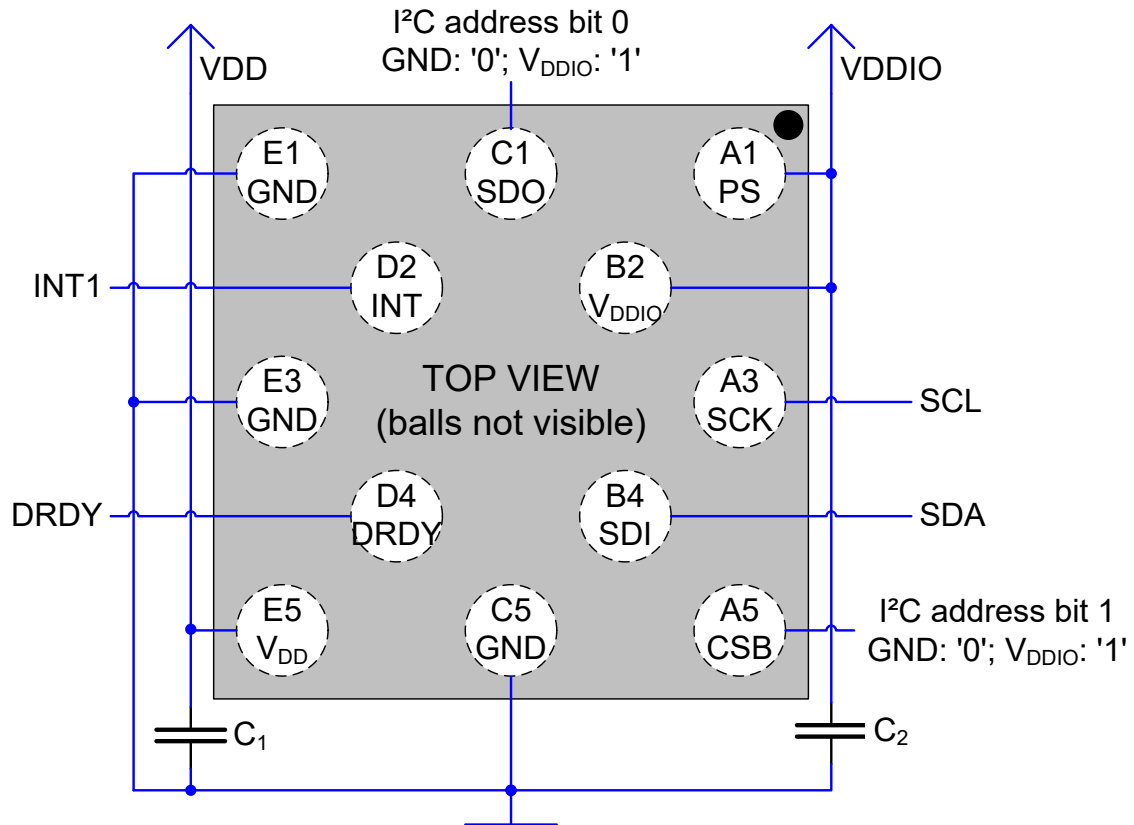 I²C address bit 0
GND: '0'; VDDIO: '1'
VDD
VDDIO
E1
GND
C1
SDO
A1
PS
INT1
D2
INT
B2
VDDIO
E3
GND
TOP VIEW
(balls not visible)
A3
SCK
SCL
DRDY
D4
DRDY
B4
SDI
SDA
E5
VDD
C5
GND
A5
CSB
I²C address bit 1
GND: '0'; VDDIO: '1'
C1
C2